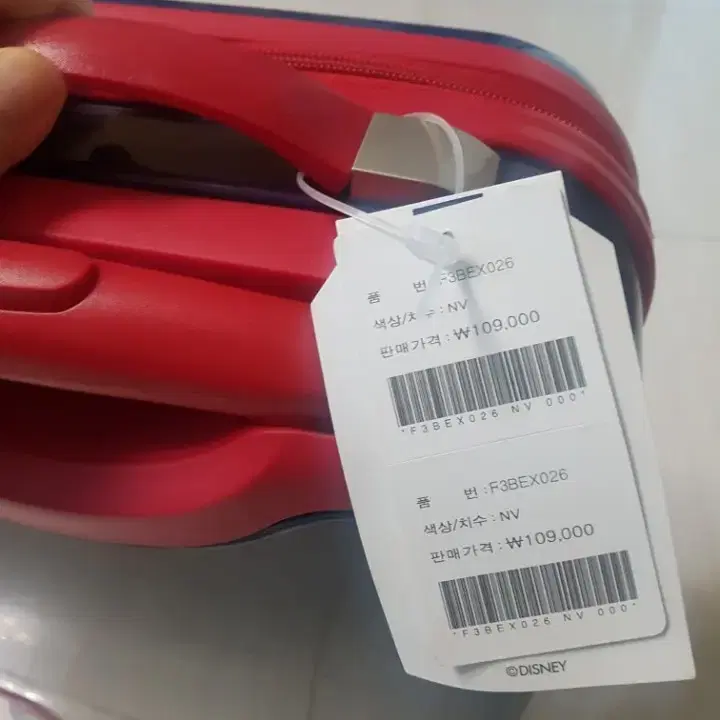 품 번 : F3BEX026
색상/치수 : NV
판매가격 : ₩109,000
*F3BEX026 NV 000*
품 번 : F3BEX026
색상/치수 : NV
판매가격 : ₩109,000
*F3BEX026 NV 000*
©DISNEY